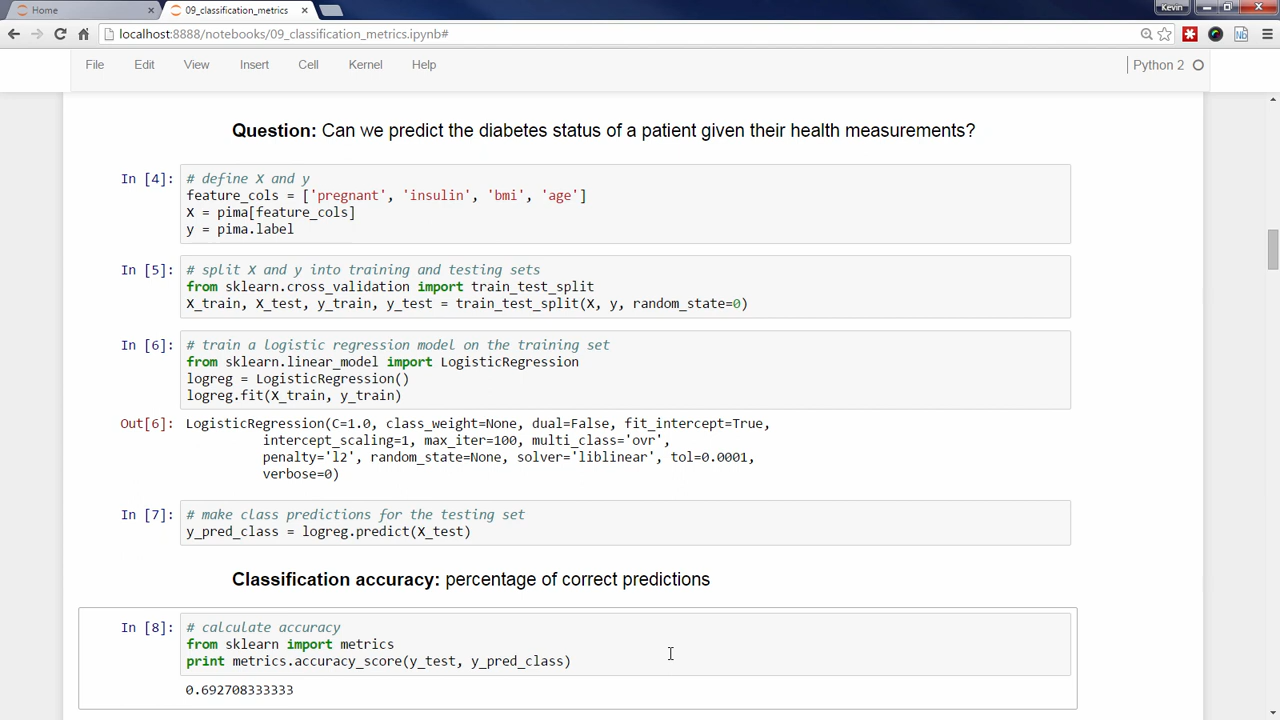 Home
09_classification_metrics
Kevin
localhost:8888/notebooks/09_classification_metrics.ipynb#
File Edit View Insert Cell Kernel Help
Python 2
Question: Can we predict the diabetes status of a patient given their health measurements?
In [4]: # define X and y
feature_cols = ['pregnant', 'insulin', 'bmi', 'age']
X = pima[feature_cols]
y = pima.label
In [5]: # split X and y into training and testing sets
from sklearn.cross_validation import train_test_split
X_train, X_test, y_train, y_test = train_test_split(X, y, random_state=0)
In [6]: # train a logistic regression model on the training set
from sklearn.linear_model import LogisticRegression
logreg = LogisticRegression()
logreg.fit(X_train, y_train)
Out[6]: LogisticRegression(C=1.0, class_weight=None, dual=False, fit_intercept=True,
intercept_scaling=1, max_iter=100, multi_class='ovr',
penalty='l2', random_state=None, solver='liblinear', tol=0.0001,
verbose=0)
In [7]: # make class predictions for the testing set
y_pred_class = logreg.predict(X_test)
Classification accuracy: percentage of correct predictions
In [8]: # calculate accuracy
from sklearn import metrics
print metrics.accuracy_score(y_test, y_pred_class)
0.692708333333